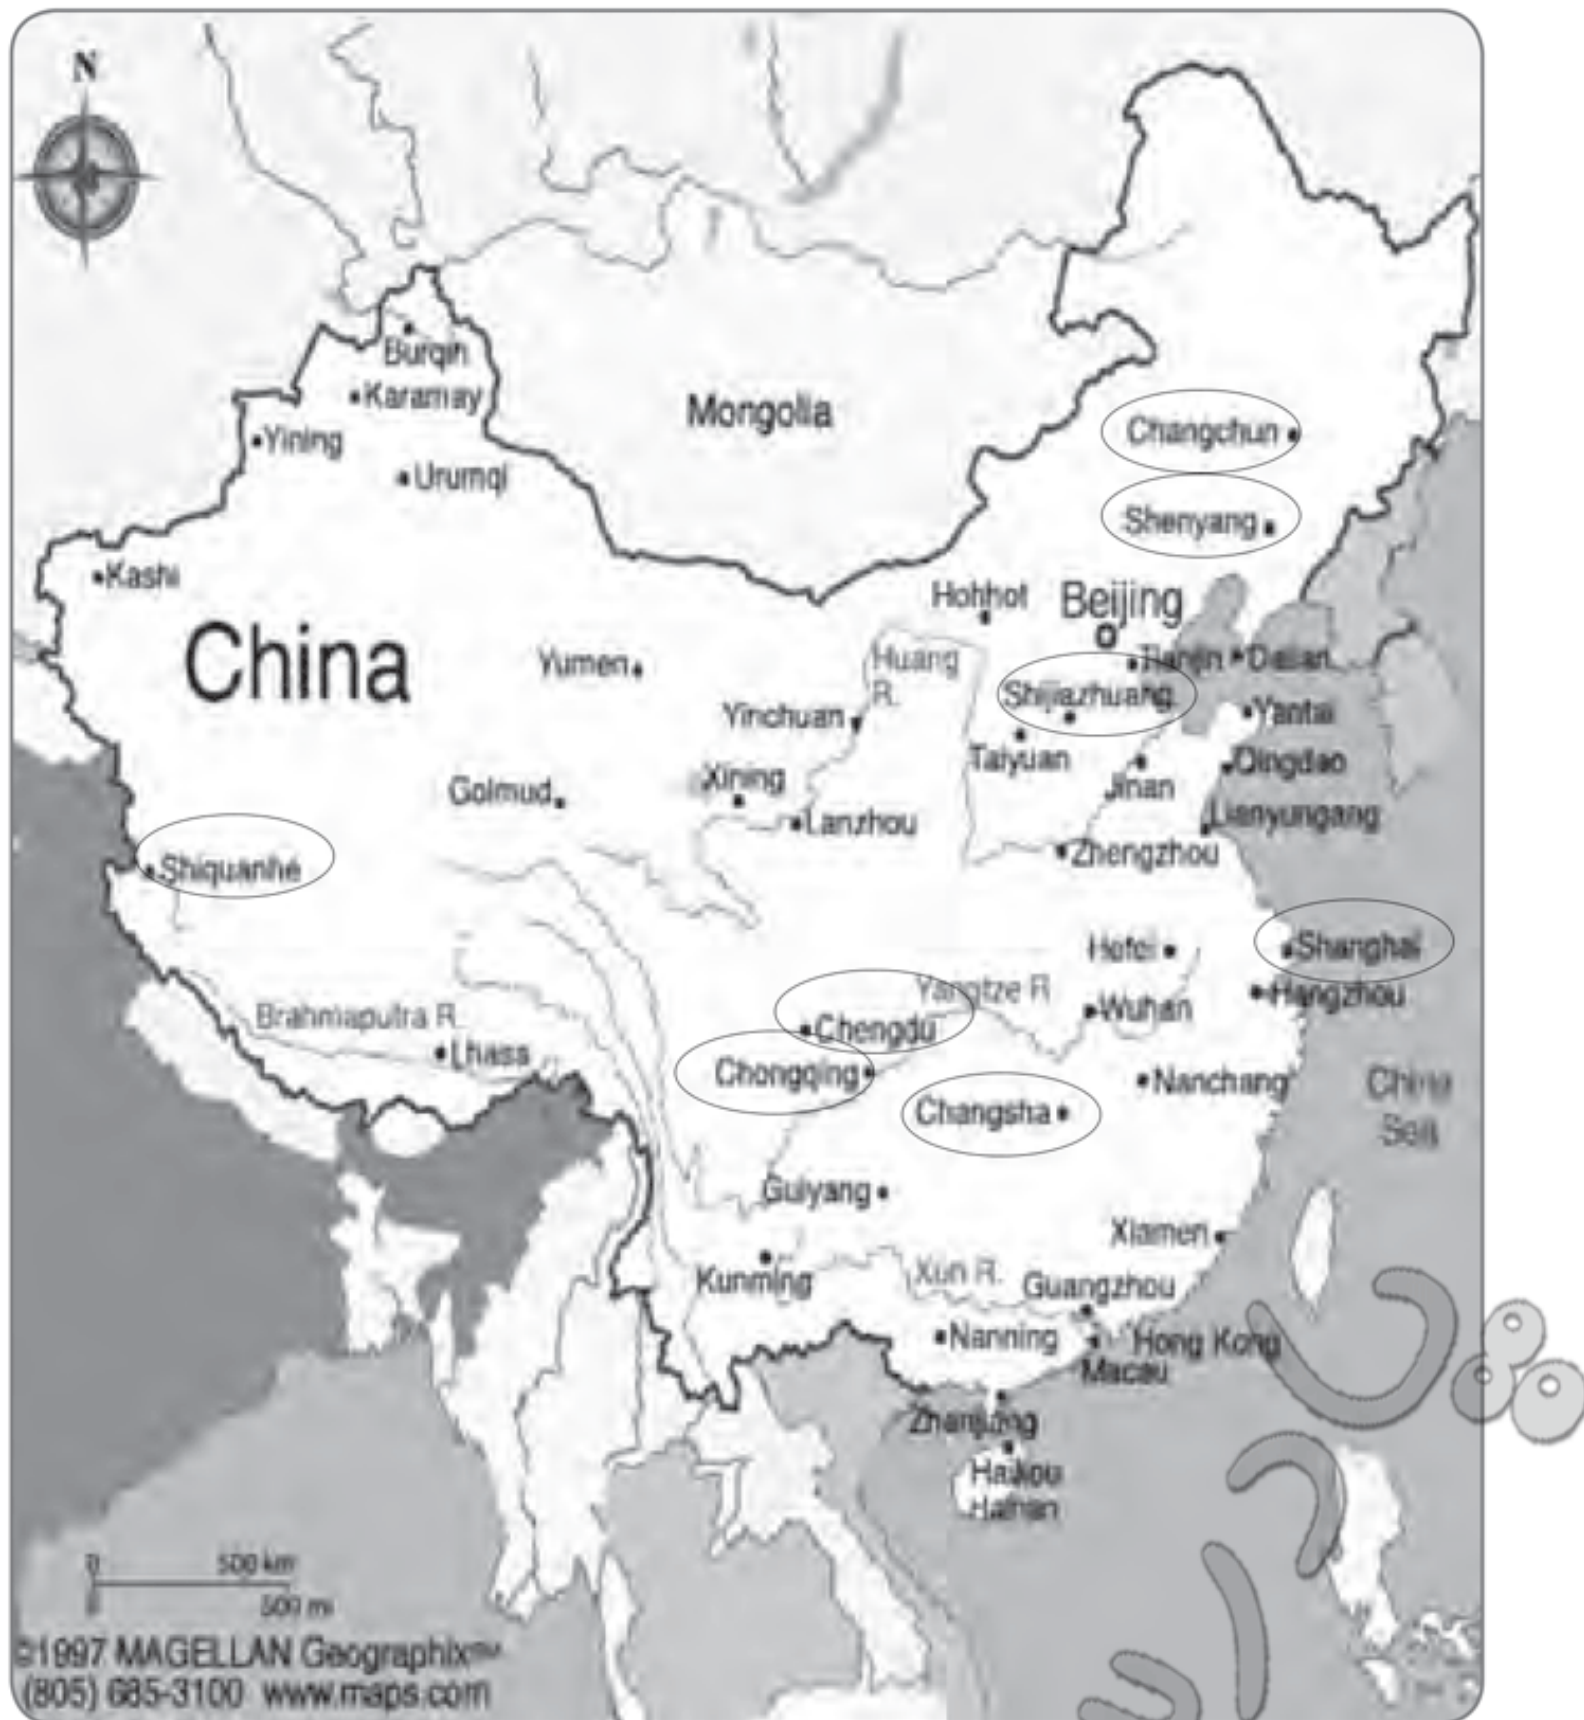 N
Burqin
Karamay
Mongolia
Changchun
Yining
Urumqi
Shenyang
Kashi
Hohhot
Beijing
China
Yumen
Huang
R.
Tianjin
Dalian
Shijiazhuang
Yinchuan
Yantai
Taiyuan
Qingdao
Xining
Jinan
Golmud
Lanzhou
Lianyungang
Zhengzhou
Shiquanhe
Hefei
Shanghai
Yangtze R
Hangzhou
Wuhan
Brahmaputra R.
Chengdu
Lhasa
Chongqing
Nanchang
China
Sea
Changsha
Guiyang
Xiamen
Kunming
Xun R.
Guangzhou
Nanning
Hong Kong
Macau
Zhanjiang
Haikou
Hainan
0 500 km
0 500 mi
©1997 MAGELLAN Geographix℠
(805) 685-3100 www.maps.com